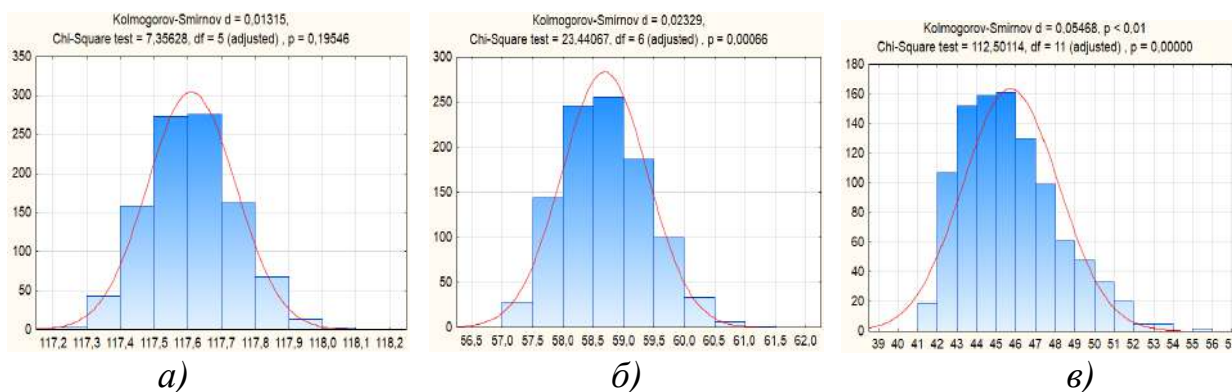 Kolmogorov-Smirnov d = 0,01315,
Chi-Square test = 7,35628, df = 5 (adjusted) , p = 0,19546
350
300
250
200
150
100
50
0
117,2 117,3 117,4 117,5 117,6 117,7 117,8 117,9 118,0 118,1 118,2
а)
Kolmogorov-Smirnov d = 0,02329,
Chi-Square test = 23,44067, df = 6 (adjusted) , p = 0,00066
300
250
200
150
100
50
0
56,5 57,0 57,5 58,0 58,5 59,0 59,5 60,0 60,5 61,0 61,5 62,0
б)
Kolmogorov-Smirnov d = 0,05468, p < 0.01
Chi-Square test = 112,50114, df = 11 (adjusted) , p = 0,00000
180
160
140
120
100
80
60
40
20
0
39 40 41 42 43 44 45 46 47 48 49 50 51 52 53 54 55 56
в)